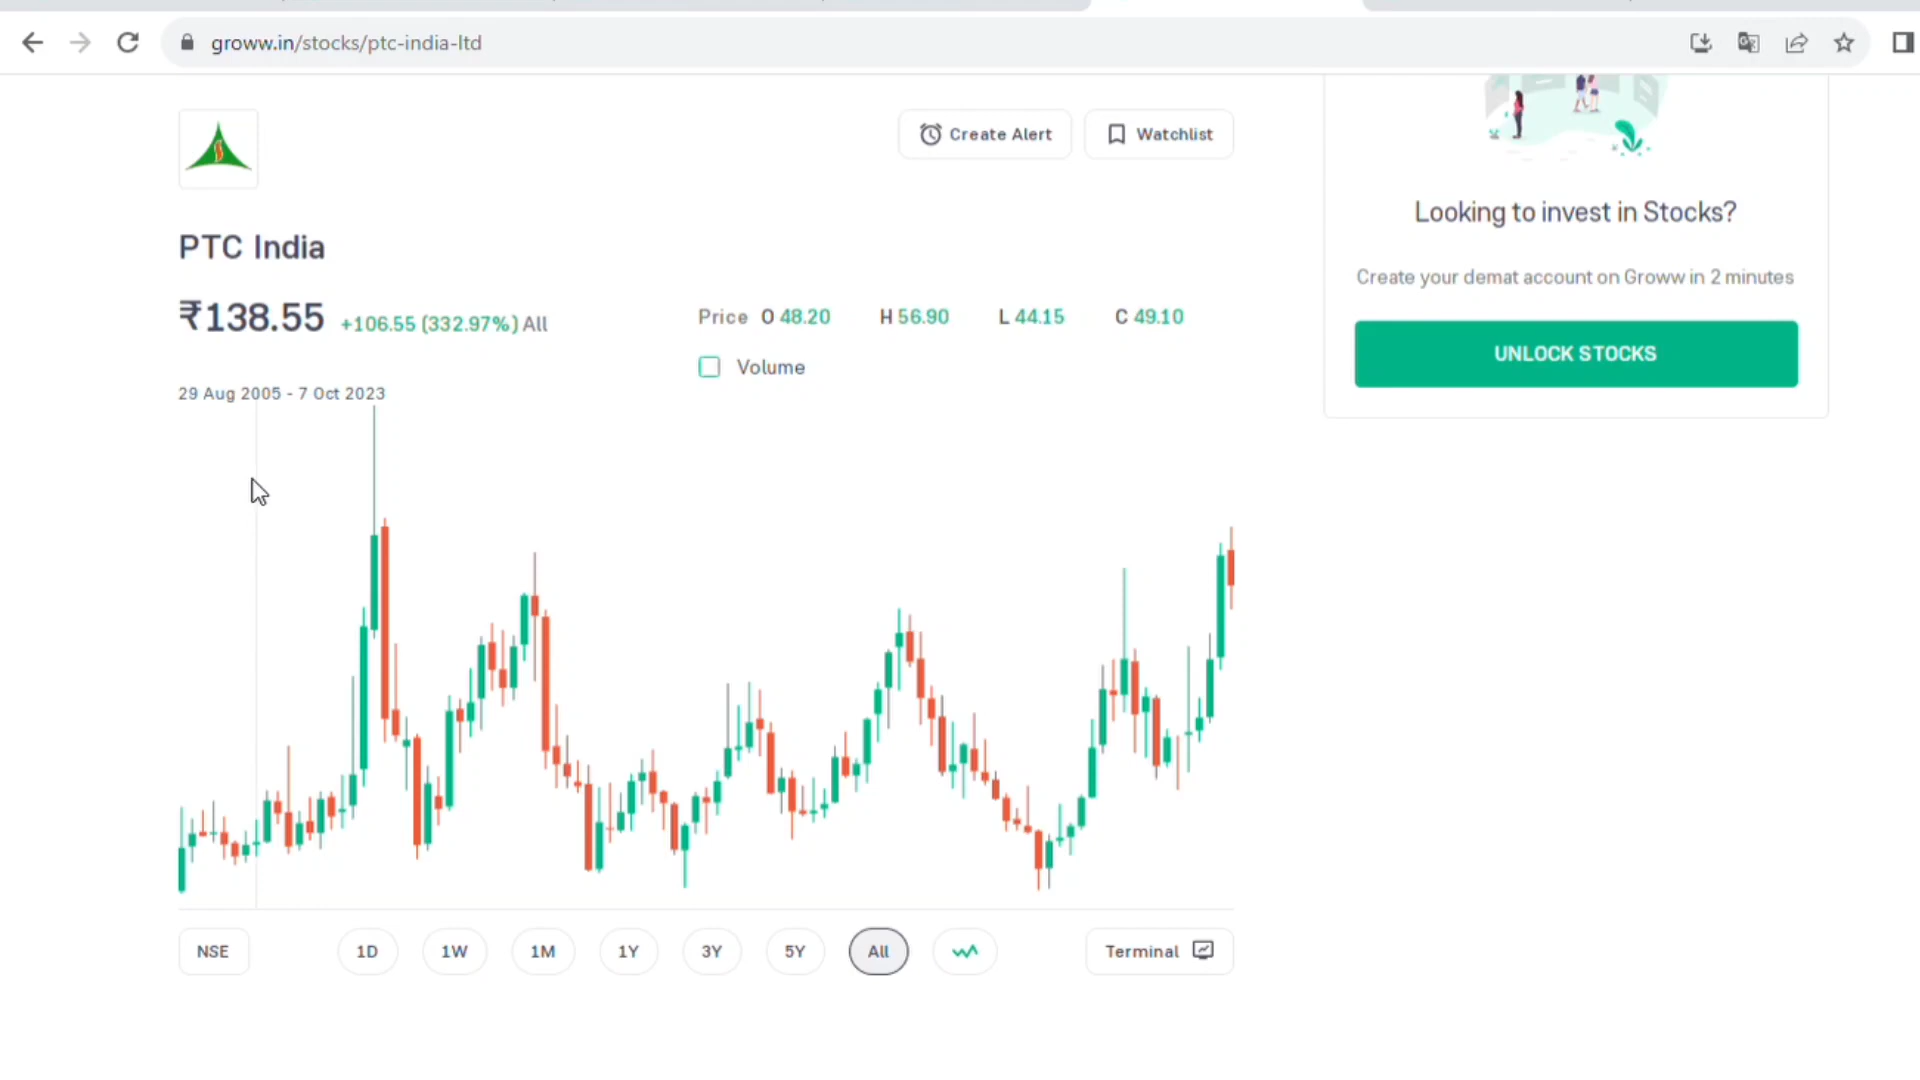 groww.in/stocks/ptc-india-ltd
Create Alert
Watchlist
Looking to invest in Stocks?
PTC India
Create your demat account on Groww in 2 minutes
₹138.55 +106.55 (332.97%) All
Price O 48.20 H 56.90 L 44.15 C 49.10
UNLOCK STOCKS
Volume
29 Aug 2005 - 7 Oct 2023
NSE 1D 1W 1M 1Y 3Y 5Y All Terminal